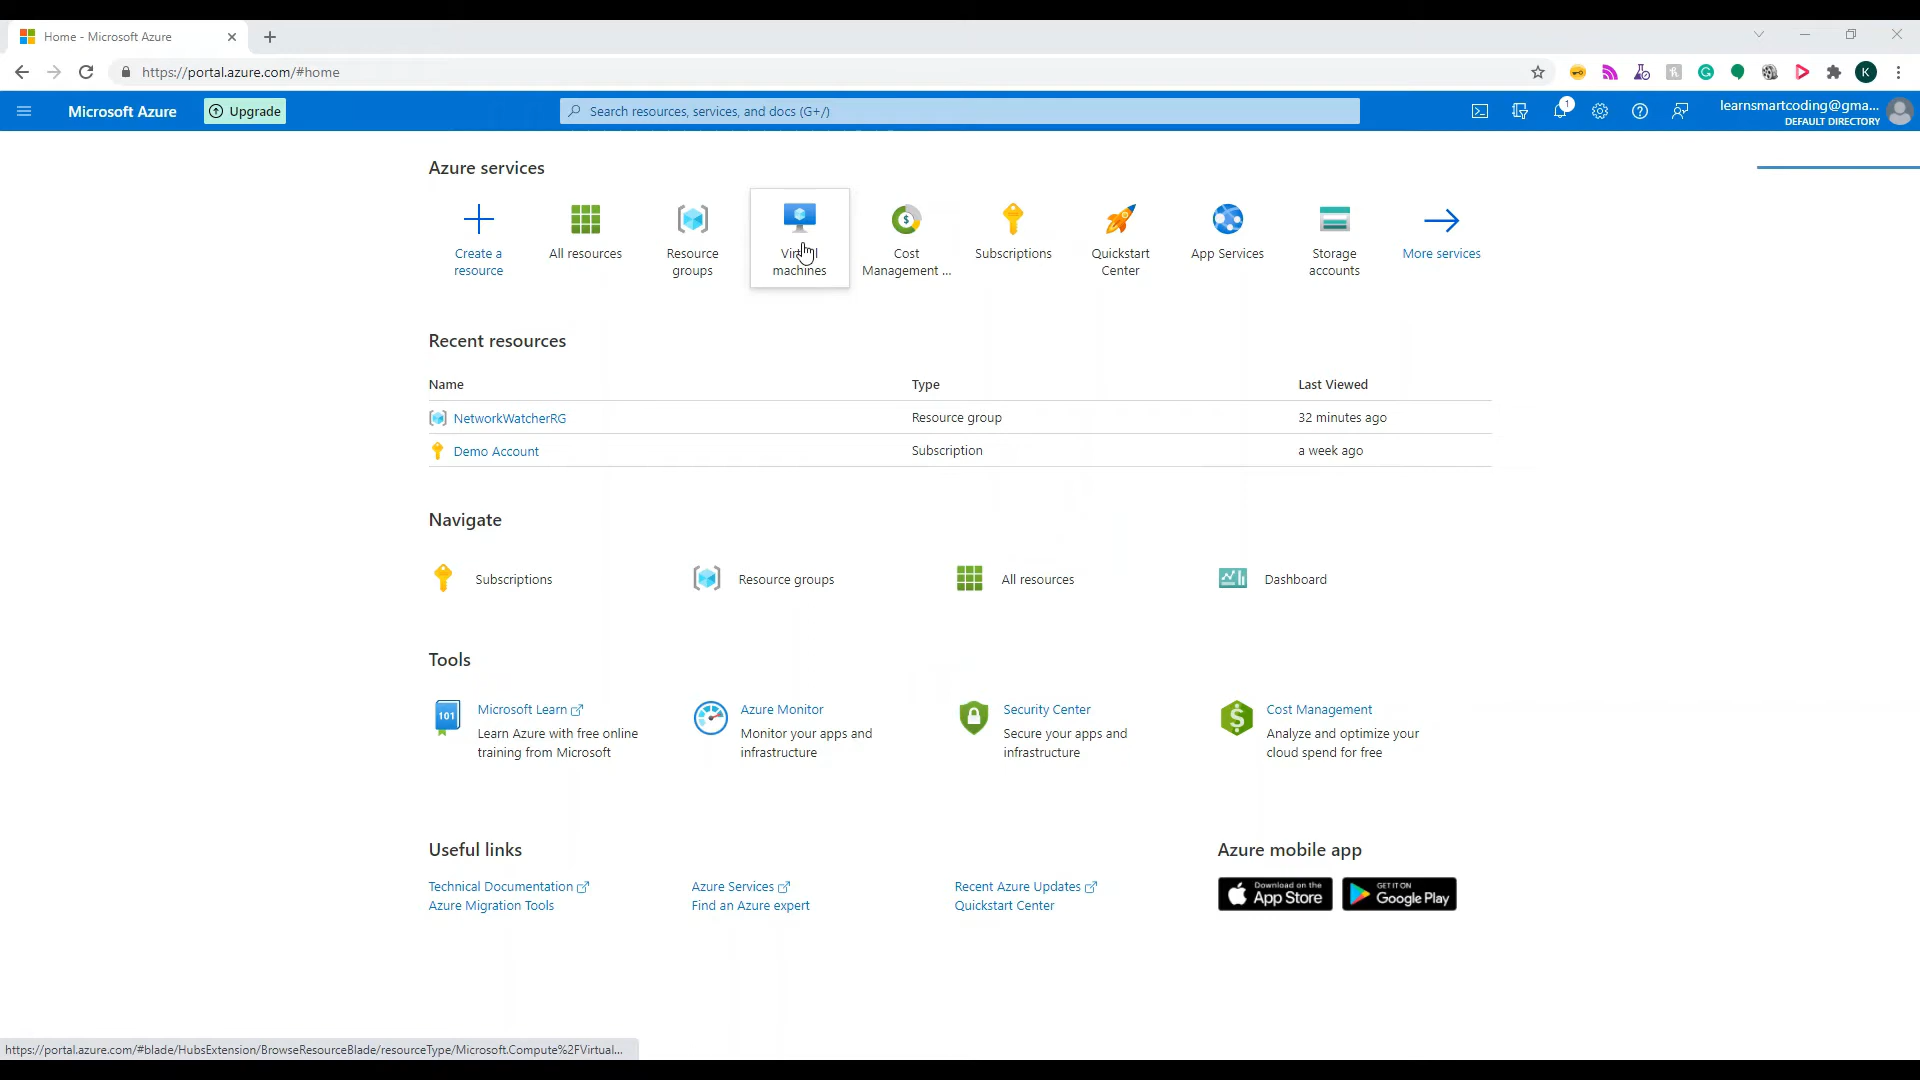 Home - Microsoft Azure
https://portal.azure.com/#home
K
Microsoft Azure
Upgrade
Search resources, services, and docs (G+/)
1
learnsmartcoding@gma...
DEFAULT DIRECTORY
Azure services
Create a
resource
All resources
Resource
groups
machines
Cost
Management ...
Subscriptions
Quickstart
Center
App Services
Storage
accounts
More services
Recent resources
Name
Type
Last Viewed
NetworkWatcherRG
Resource group
32 minutes ago
Demo Account
Subscription
a week ago
Navigate
Subscriptions
Resource groups
All resources
Dashboard
Tools
101
Microsoft Learn
Learn Azure with free online
training from Microsoft
Azure Monitor
Monitor your apps and
infrastructure
Security Center
Secure your apps and
infrastructure
Cost Management
Analyze and optimize your
cloud spend for free
Useful links
Technical Documentation
Azure Migration Tools
Azure Services
Find an Azure expert
Recent Azure Updates
Quickstart Center
Azure mobile app
Download on the
App Store
GET IT ON
Google Play
https://portal.azure.com/#blade/HubsExtension/BrowseResourceBlade/resourceType/Microsoft.Compute%2FVirtual...